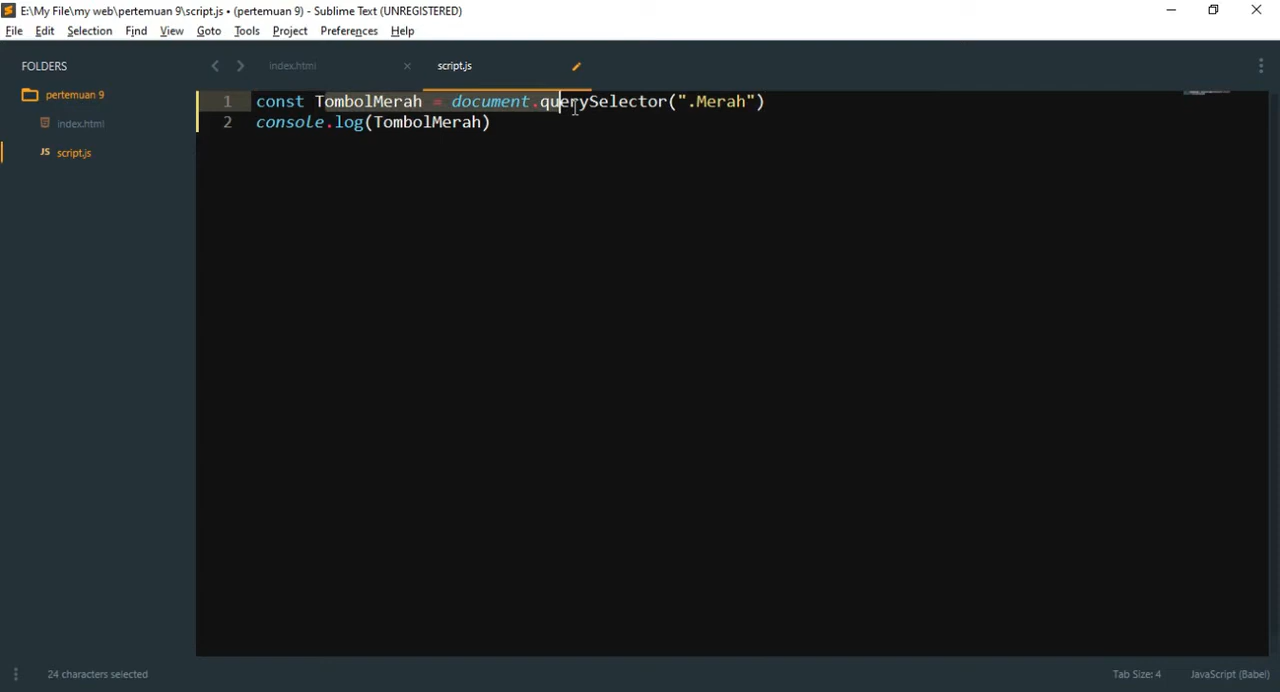 E:\My File\my web\pertemuan 9\script.js • (pertemuan 9) - Sublime Text (UNREGISTERED)
File Edit Selection Find View Goto Tools Project Preferences Help
FOLDERS
pertemuan 9
index.html
JS script.js
index.html script.js
1 const TombolMerah = document.querySelector(".Merah")
2 console.log(TombolMerah)
24 characters selected
Tab Size: 4 JavaScript (Babel)